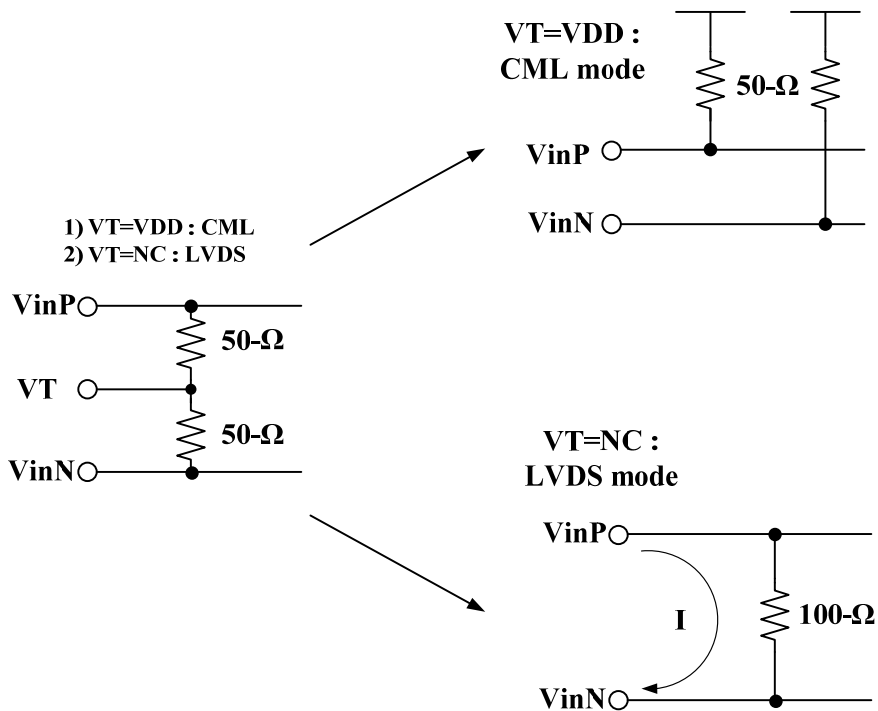 VT=VDD :
CML mode
50-Ω
VinP
VinN
1) VT=VDD : CML
2) VT=NC : LVDS
VinP
50-Ω
VT
50-Ω
VinN
VT=NC :
LVDS mode
VinP
I
100-Ω
VinN